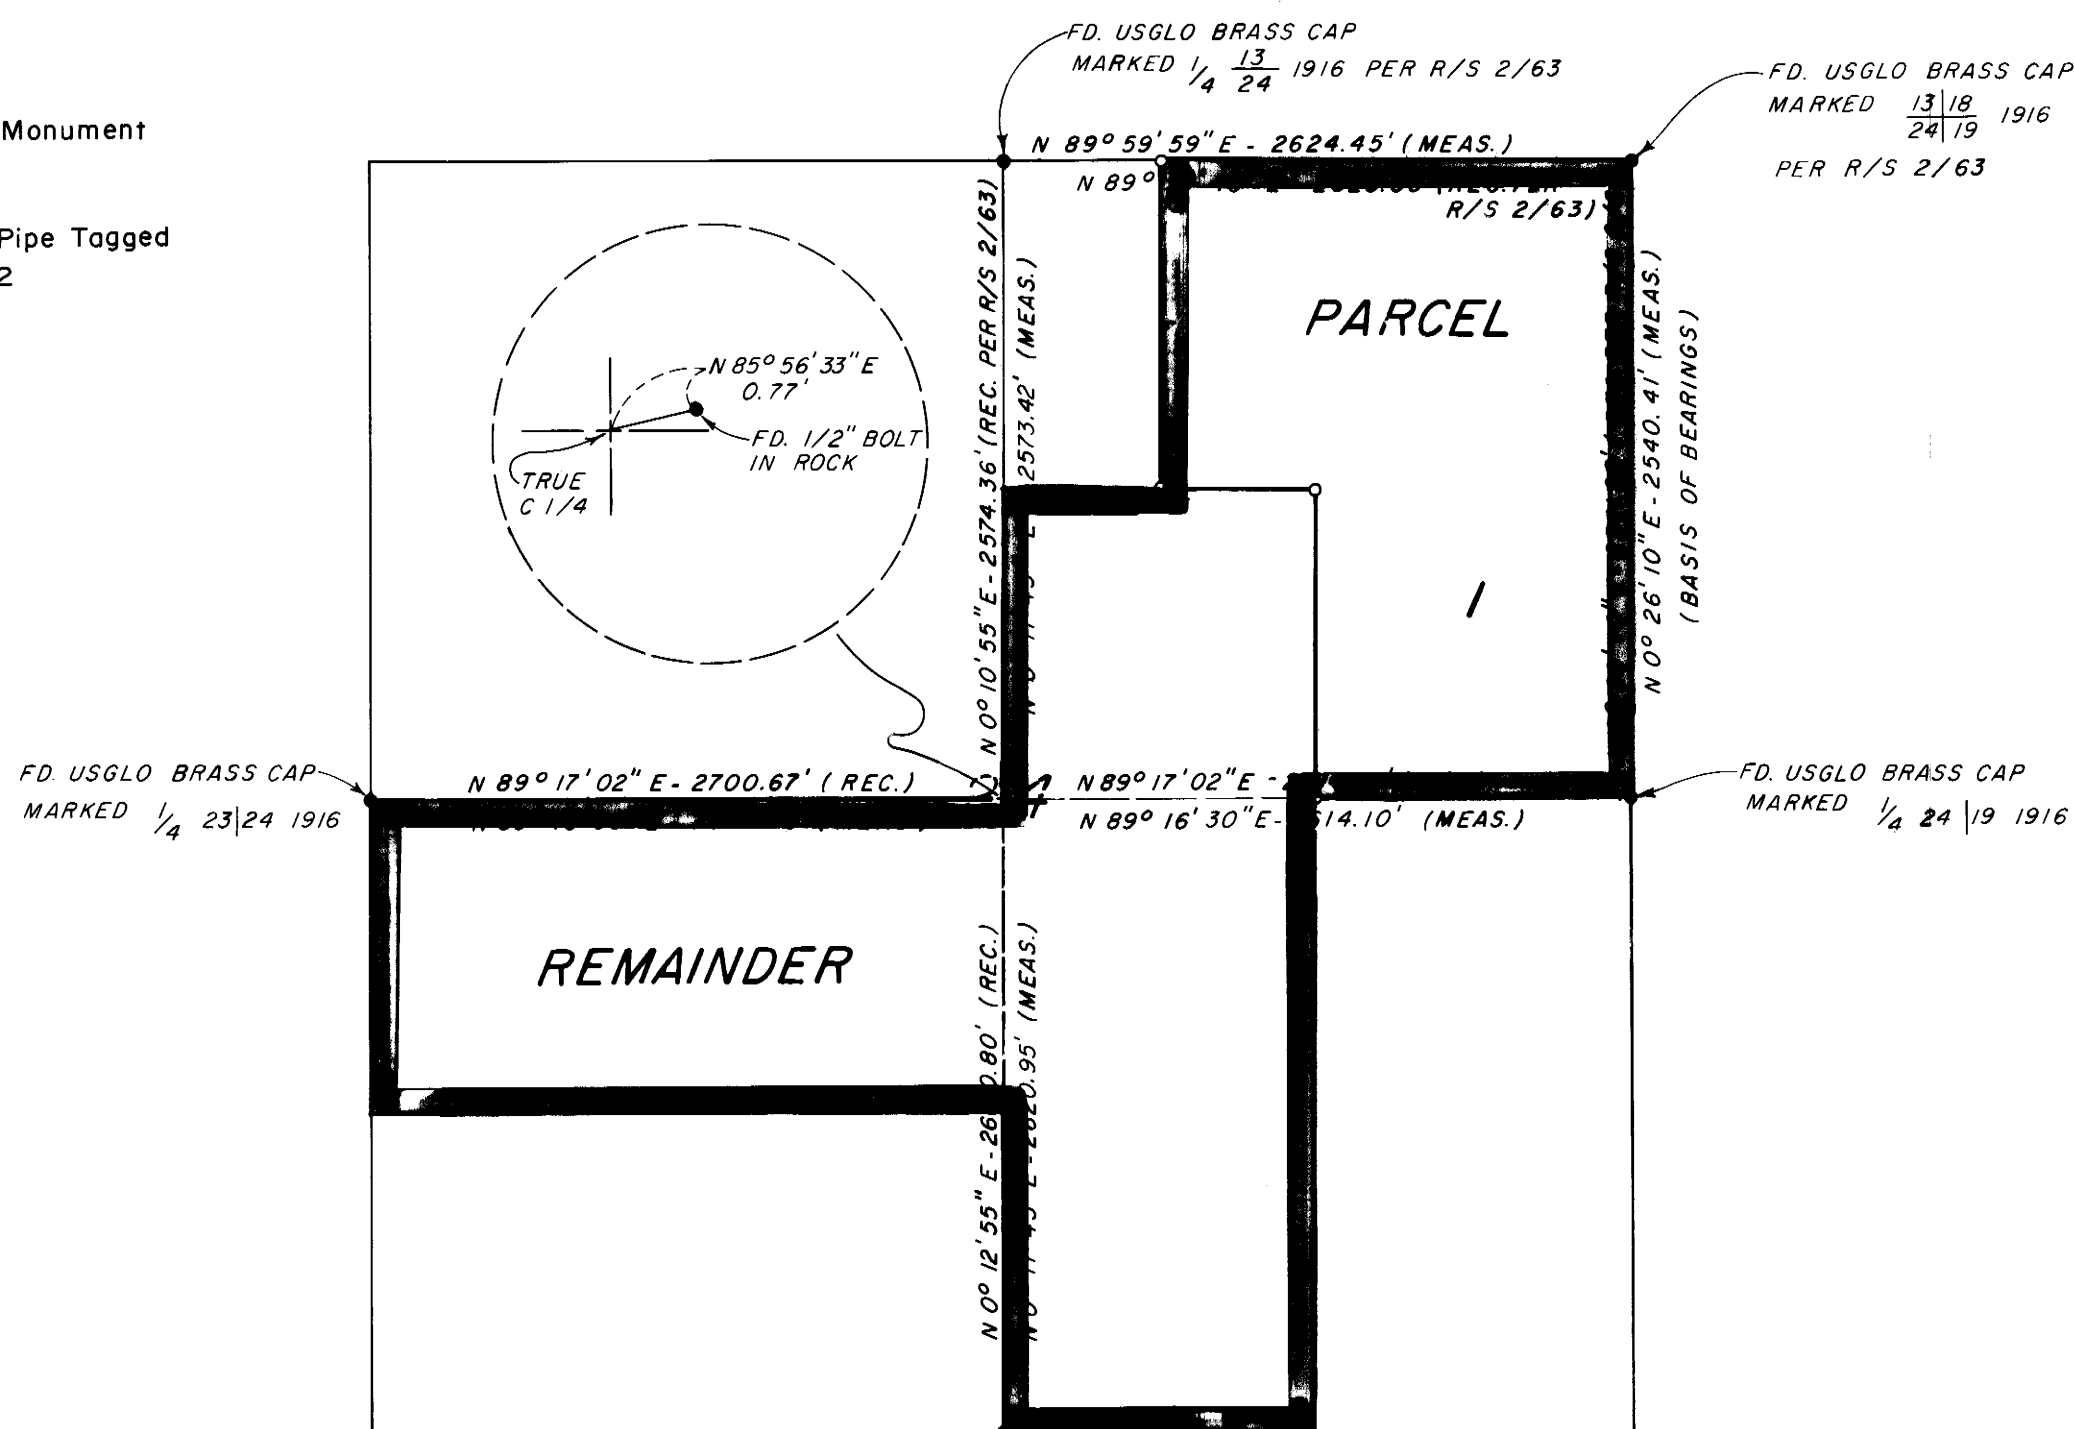 FD. USGLO BRASS CAP
MARKED 1/4 13/24 1916 PER R/S 2/63
FD. USGLO BRASS CAP
MARKED 13|18 / 24|19 1916
PER R/S 2/63
Monument
Pipe Tagged
2
N 89° 59' 59" E - 2624.45' (MEAS.)
N 89°
R/S 2/63)
N 0° 10' 55" E - 2574.36' (REC. PER R/S 2/63)
2573.42' (MEAS.)
PARCEL
1
N 0° 26' 10" E - 2540.41' (MEAS.)
(BASIS OF BEARINGS)
N 85° 56' 33" E
0.77'
FD. 1/2" BOLT
IN ROCK
TRUE
C 1/4
FD. USGLO BRASS CAP
MARKED 1/4 23|24 1916
N 89° 17' 02" E - 2700.67' (REC.)
N 89° 17' 02" E -
N 89° 16' 30" E - 614.10' (MEAS.)
FD. USGLO BRASS CAP
MARKED 1/4 24|19 1916
REMAINDER
N 0° 12' 55" E - 26 0.80' (REC.)
E - 2620.95' (MEAS.)